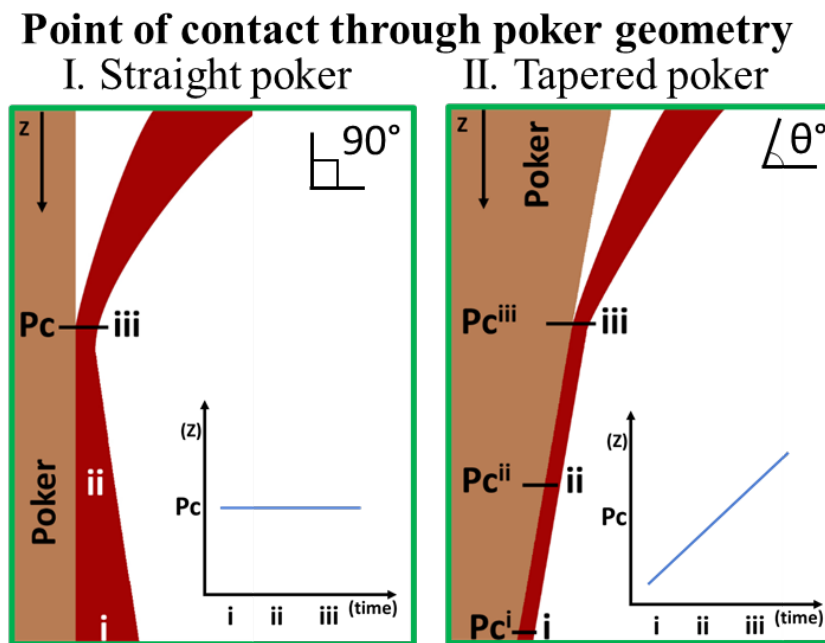 Point of contact through poker geometry
I. Straight poker
II. Tapered poker
z
90°
Pc
iii
Poker
ii
i
(Z)
Pc
i ii iii (time)
z
Poker
θ°
Pcⁱⁱⁱ
iii
Pcⁱⁱ
ii
Pcⁱ
i
(Z)
Pc
i ii iii (time)